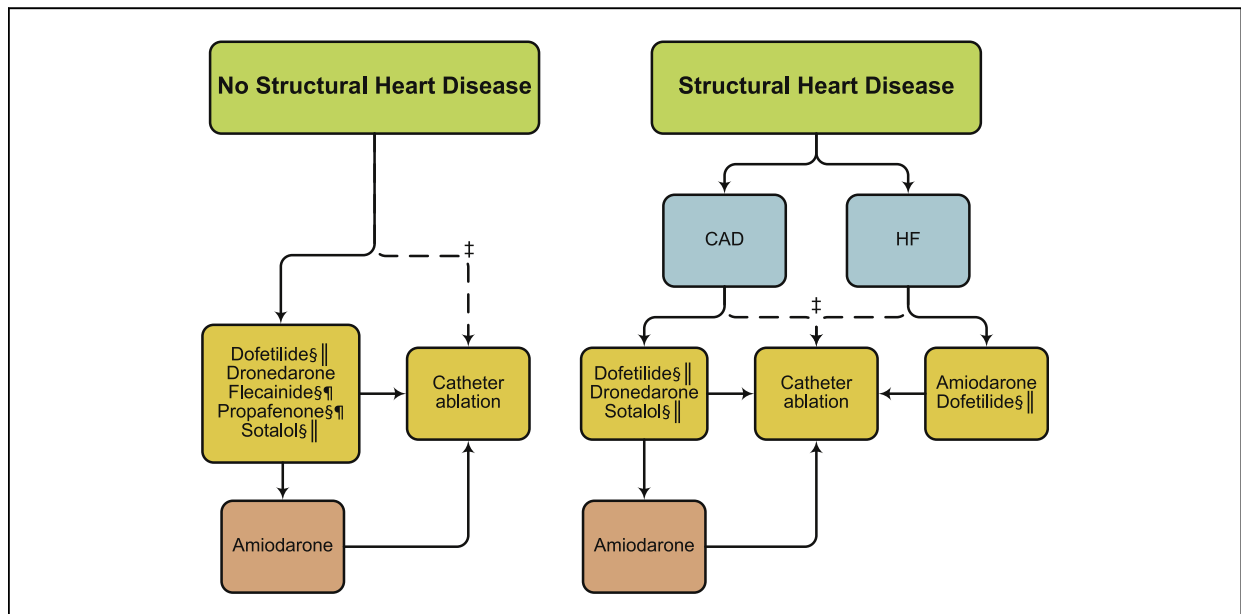 No Structural Heart Disease
Structural Heart Disease
CAD
HF
‡
‡
Dofetilide§‖
Dronedarone
Flecainide§¶
Propafenone§¶
Sotalol§‖
Catheter
ablation
Dofetilide§‖
Dronedarone
Sotalol§‖
Catheter
ablation
Amiodarone
Dofetilide§‖
Amiodarone
Amiodarone